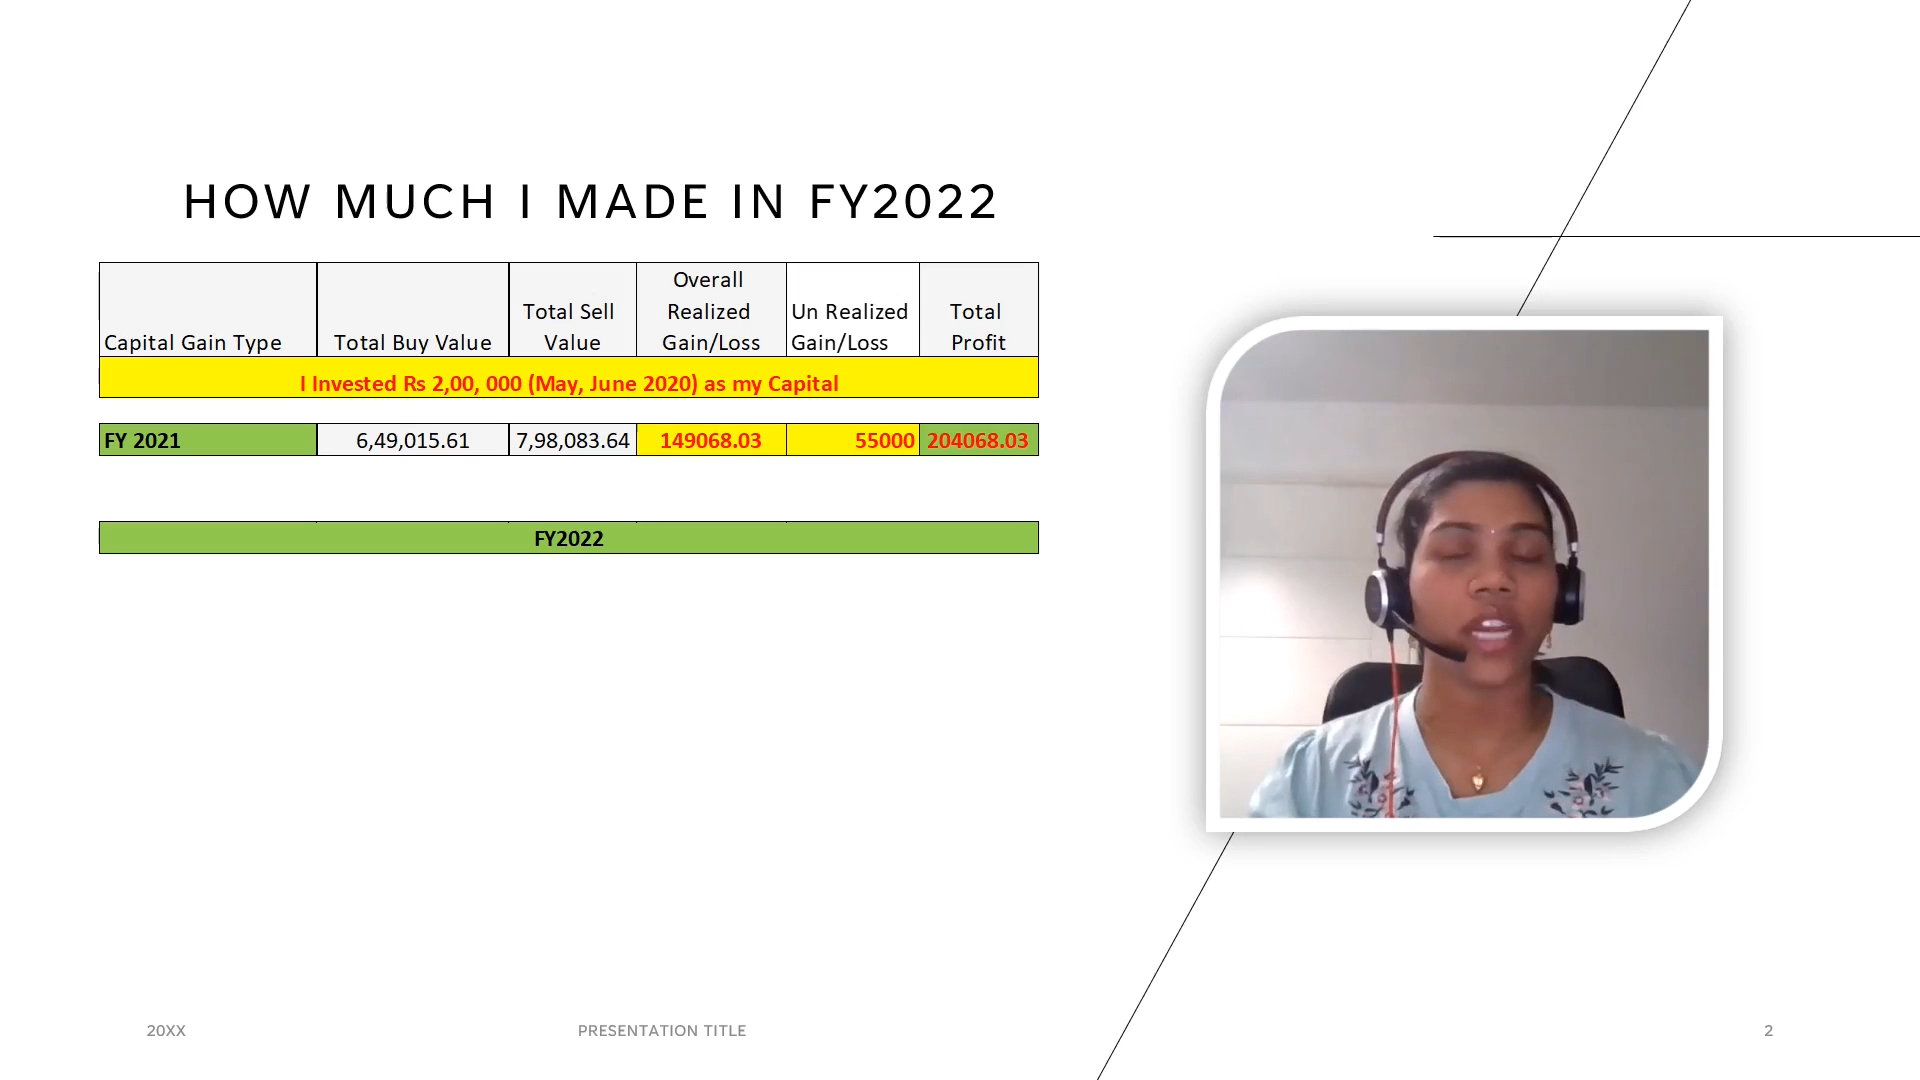 HOW MUCH I MADE IN FY2022
Capital Gain Type
Total Buy Value
Total Sell
Value
Overall
Realized
Gain/Loss
Un Realized
Gain/Loss
Total
Profit
I Invested Rs 2,00, 000 (May, June 2020) as my Capital
FY 2021 6,49,015.61 7,98,083.64 149068.03 55000 204068.03
FY2022
20XX PRESENTATION TITLE 2